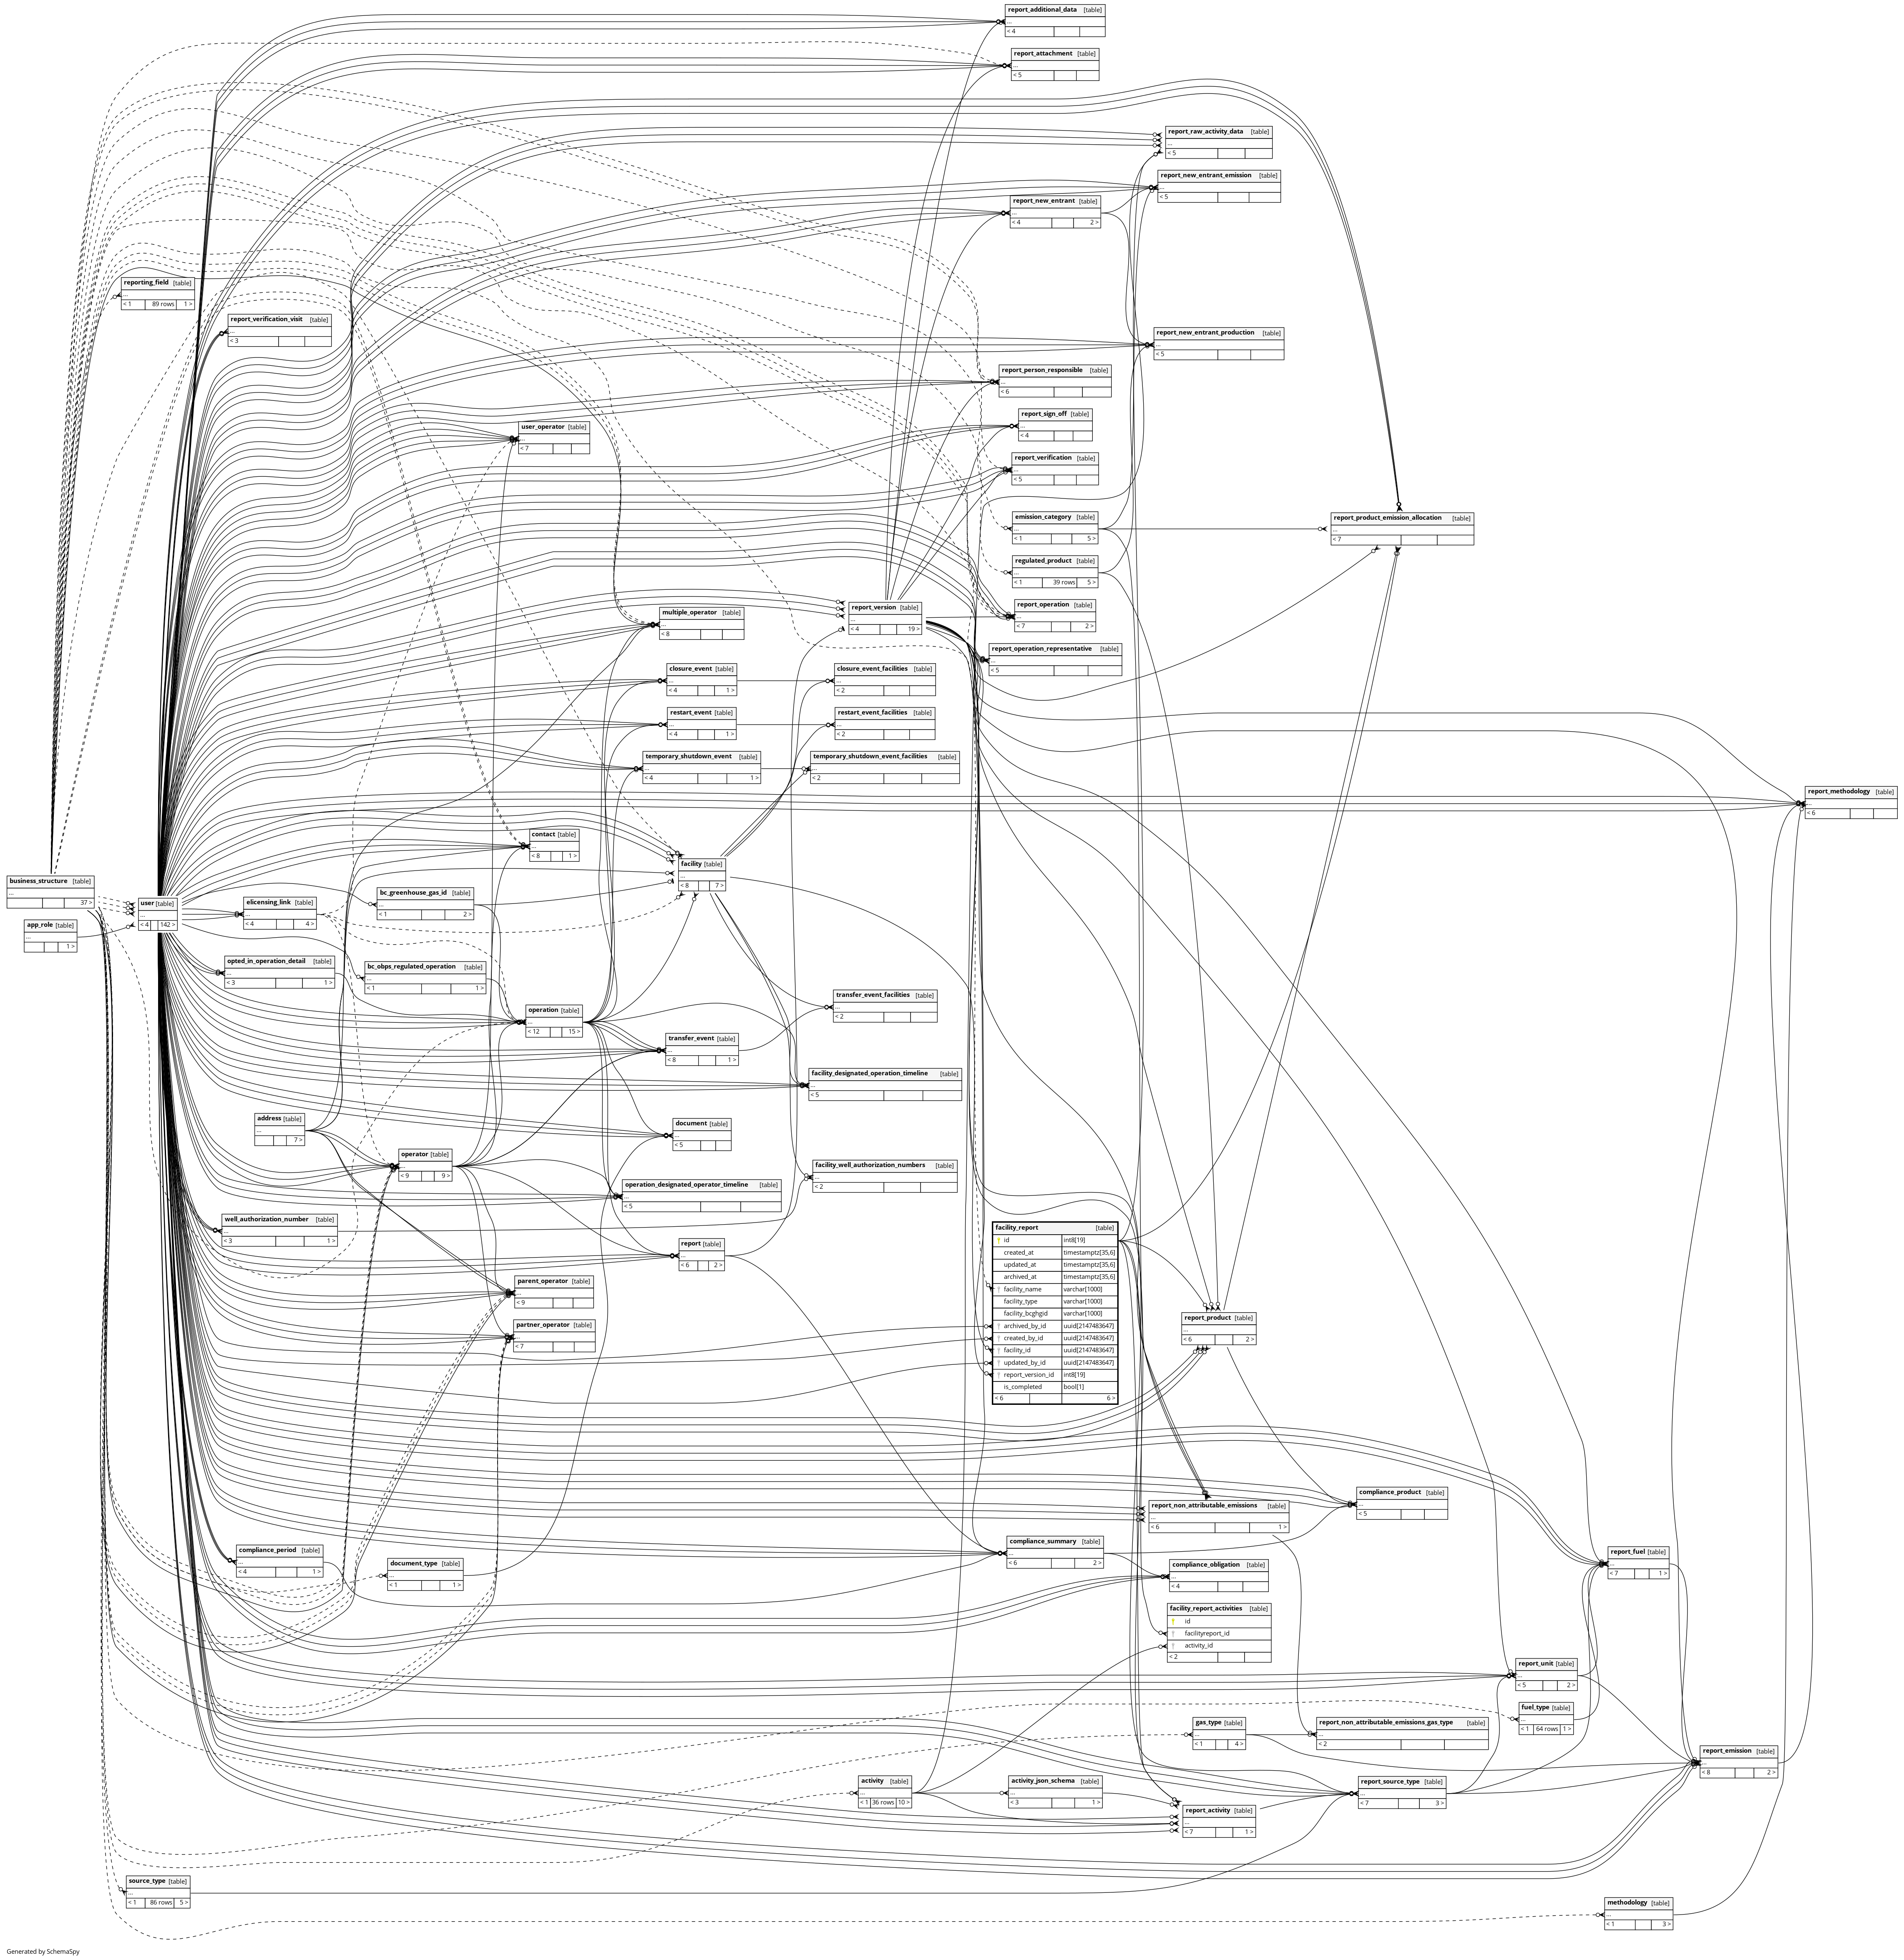 report_additional_data [table]
...
< 4
report_attachment [table]
...
< 5
report_raw_activity_data [table]
...
< 5
report_new_entrant_emission [table]
...
< 5
report_new_entrant [table]
...
< 4 2 >
reporting_field [table]
...
< 1 89 rows 1 >
report_verification_visit [table]
...
< 3
report_new_entrant_production [table]
...
< 5
report_person_responsible [table]
...
< 6
report_sign_off [table]
...
< 4
user_operator [table]
...
< 7
report_verification [table]
...
< 5
emission_category [table]
...
< 1 5 >
report_product_emission_allocation [table]
...
< 7
regulated_product [table]
...
< 1 39 rows 5 >
report_operation [table]
...
< 7 2 >
report_version [table]
...
< 4 19 >
multiple_operator [table]
...
< 8
report_operation_representative [table]
...
< 5
closure_event [table]
...
< 4 1 >
closure_event_facilities [table]
...
< 2
restart_event [table]
...
< 4 1 >
restart_event_facilities [table]
...
< 2
temporary_shutdown_event [table]
...
< 4 1 >
temporary_shutdown_event_facilities [table]
...
< 2
report_methodology [table]
...
< 6
contact [table]
...
< 8 1 >
facility [table]
...
< 8 7 >
business_structure [table]
...
37 >
bc_greenhouse_gas_id [table]
...
< 1 2 >
user [table]
...
< 4 142 >
elicensing_link [table]
...
< 4 4 >
app_role [table]
...
1 >
opted_in_operation_detail [table]
...
< 3 1 >
bc_obps_regulated_operation [table]
...
< 1 1 >
transfer_event_facilities [table]
...
< 2
operation [table]
...
< 12 15 >
transfer_event [table]
...
< 8 1 >
facility_designated_operation_timeline [table]
...
< 5
address [table]
...
7 >
document [table]
...
< 5
operator [table]
...
< 9 9 >
facility_well_authorization_numbers [table]
...
< 2
operation_designated_operator_timeline [table]
...
< 5
well_authorization_number [table]
...
< 3 1 >
report [table]
...
< 6 2 >
facility_report [table]
id int8[19]
created_at timestamptz[35,6]
updated_at timestamptz[35,6]
archived_at timestamptz[35,6]
facility_name varchar[1000]
facility_type varchar[1000]
facility_bcghgid varchar[1000]
archived_by_id uuid[2147483647]
created_by_id uuid[2147483647]
facility_id uuid[2147483647]
updated_by_id uuid[2147483647]
report_version_id int8[19]
is_completed bool[1]
< 6 6 >
parent_operator [table]
...
< 9
partner_operator [table]
...
< 7
report_product [table]
...
< 6 2 >
compliance_product [table]
...
< 5
report_non_attributable_emissions [table]
...
< 6 1 >
compliance_summary [table]
...
< 6 2 >
compliance_period [table]
...
< 4 1 >
document_type [table]
...
< 1 1 >
compliance_obligation [table]
...
< 4
report_fuel [table]
...
< 7 1 >
facility_report_activities [table]
id
facilityreport_id
activity_id
< 2
report_unit [table]
...
< 5 2 >
fuel_type [table]
...
< 1 64 rows 1 >
gas_type [table]
...
< 1 4 >
report_non_attributable_emissions_gas_type [table]
...
< 2
report_emission [table]
...
< 8 2 >
activity [table]
...
< 1 36 rows 10 >
activity_json_schema [table]
...
< 3 1 >
report_source_type [table]
...
< 7 3 >
report_activity [table]
...
< 7 1 >
source_type [table]
...
< 1 86 rows 5 >
methodology [table]
...
< 1 3 >
Generated by SchemaSpy